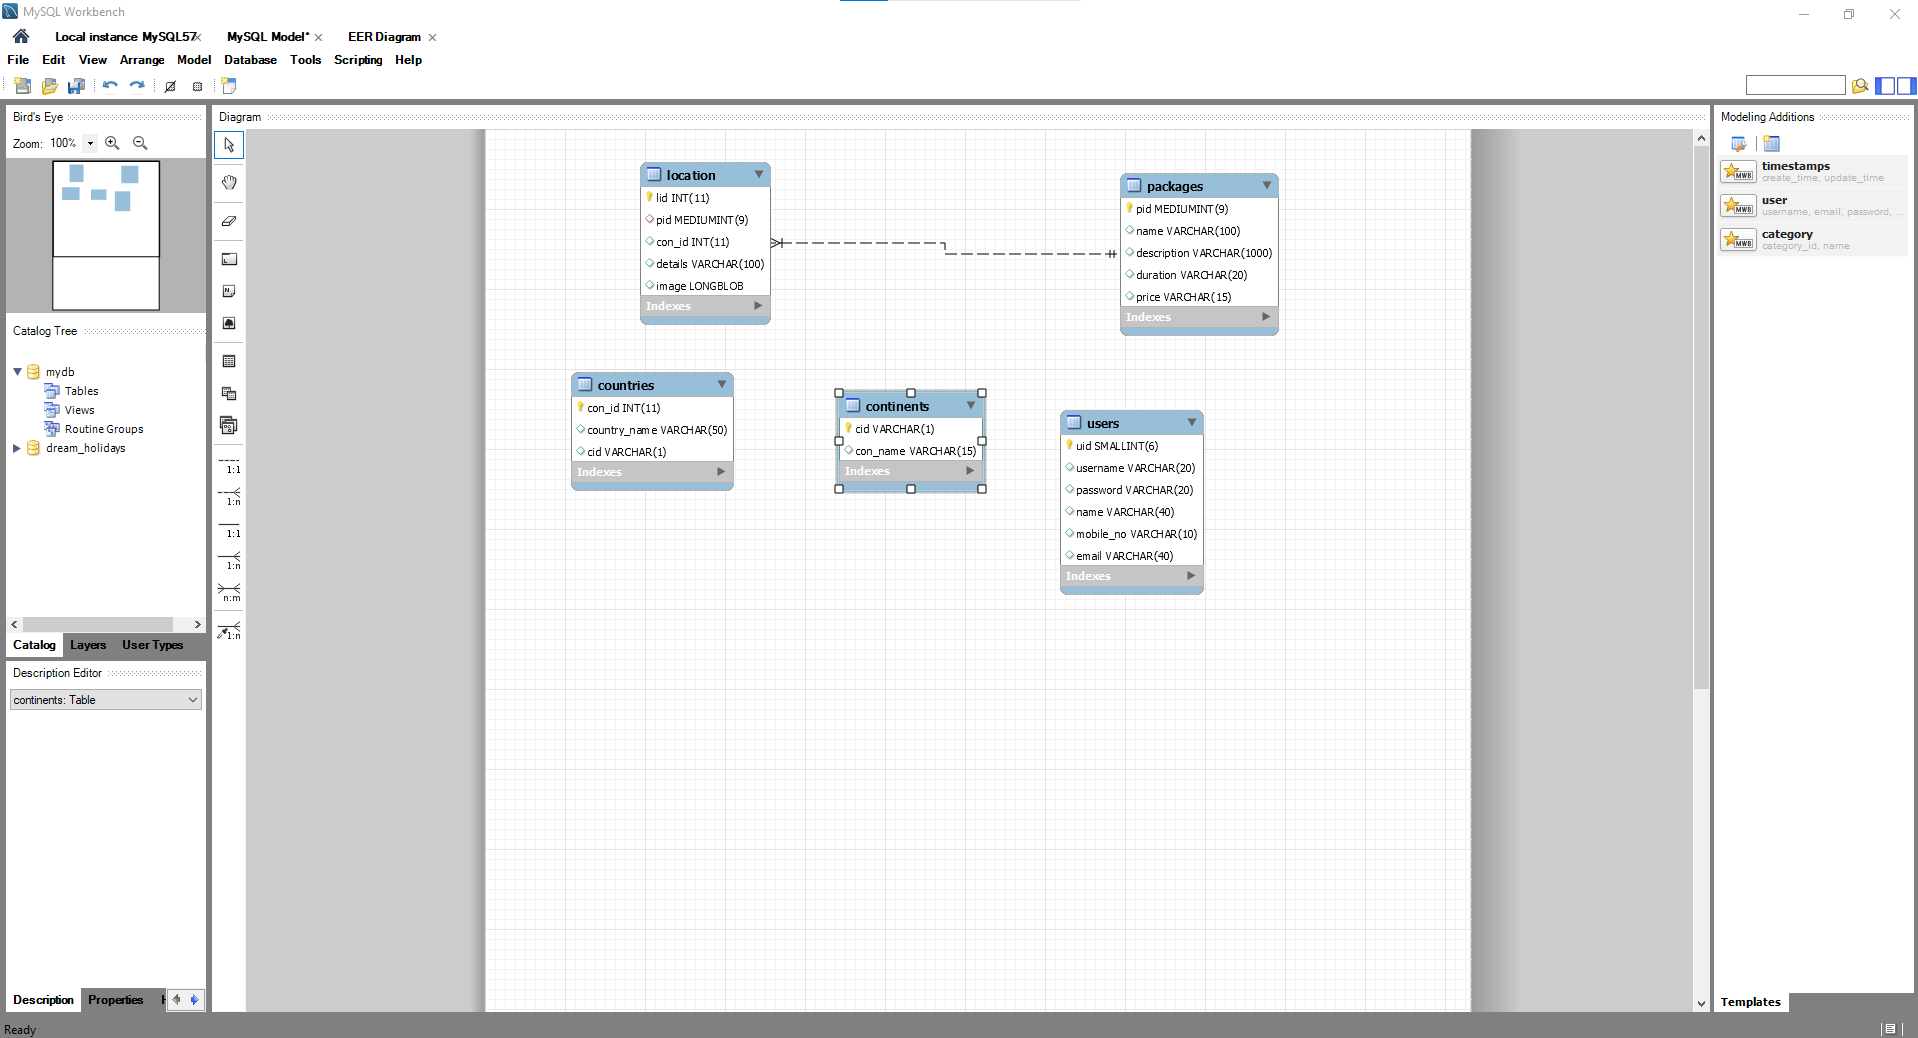 MySQL Workbench
Local instance MySQL57
MySQL Model*
EER Diagram
File Edit View Arrange Model Database Tools Scripting Help
Bird's Eye
Zoom: 100%
Catalog Tree
mydb
Tables
Views
Routine Groups
dream_holidays
Catalog Layers User Types
Description Editor
continents: Table
Description Properties
Ready
Diagram
1:1
1:n
1:1
1:n
n:m
1:n
location
lid INT(11)
pid MEDIUMINT(9)
con_id INT(11)
details VARCHAR(100)
image LONGBLOB
Indexes
packages
pid MEDIUMINT(9)
name VARCHAR(100)
description VARCHAR(1000)
duration VARCHAR(20)
price VARCHAR(15)
Indexes
countries
con_id INT(11)
country_name VARCHAR(50)
cid VARCHAR(1)
Indexes
continents
cid VARCHAR(1)
con_name VARCHAR(15)
Indexes
users
uid SMALLINT(6)
username VARCHAR(20)
password VARCHAR(20)
name VARCHAR(40)
mobile_no VARCHAR(10)
email VARCHAR(40)
Indexes
Modeling Additions
MWB
timestamps
create_time, update_time
MWB
user
username, email, password, ...
MWB
category
category_id, name
Templates